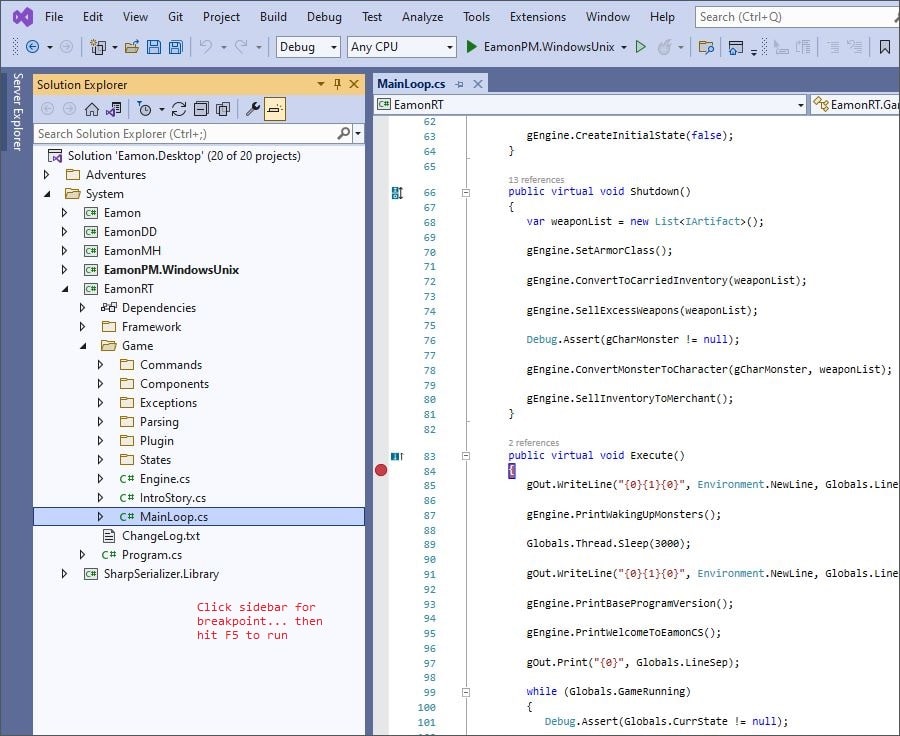 File Edit View Git Project Build Debug Test Analyze Tools Extensions Window Help Search (Ctrl+Q)
Debug Any CPU EamonPM.WindowsUnix
Server Explorer
Solution Explorer
Search Solution Explorer (Ctrl+;)
Solution 'Eamon.Desktop' (20 of 20 projects)
Adventures
System
C# Eamon
C# EamonDD
C# EamonMH
C# EamonPM.WindowsUnix
C# EamonRT
Dependencies
Framework
Game
Commands
Components
Exceptions
Parsing
Plugin
States
C# Engine.cs
C# IntroStory.cs
C# MainLoop.cs
ChangeLog.txt
C# Program.cs
C# SharpSerializer.Library
Click sidebar for
breakpoint... then
hit F5 to run
MainLoop.cs
C# EamonRT EamonRT.Gar
62
63 gEngine.CreateInitialState(false);
64 }
65
13 references
66 public virtual void Shutdown()
67 {
68 var weaponList = new List<IArtifact>();
69
70 gEngine.SetArmorClass();
71
72 gEngine.ConvertToCarriedInventory(weaponList);
73
74 gEngine.SellExcessWeapons(weaponList);
75
76 Debug.Assert(gCharMonster != null);
77
78 gEngine.ConvertMonsterToCharacter(gCharMonster, weaponList);
79
80 gEngine.SellInventoryToMerchant();
81 }
82
2 references
83 public virtual void Execute()
84 {
85 gOut.WriteLine("{0}{1}{0}", Environment.NewLine, Globals.Line
86
87 gEngine.PrintWakingUpMonsters();
88
89 Globals.Thread.Sleep(3000);
90
91 gOut.WriteLine("{0}{1}{0}", Environment.NewLine, Globals.Line
92
93 gEngine.PrintBaseProgramVersion();
94
95 gEngine.PrintWelcomeToEamonCS();
96
97 gOut.Print("{0}", Globals.LineSep);
98
99 while (Globals.GameRunning)
100 {
101 Debug.Assert(Globals.CurrState != null);